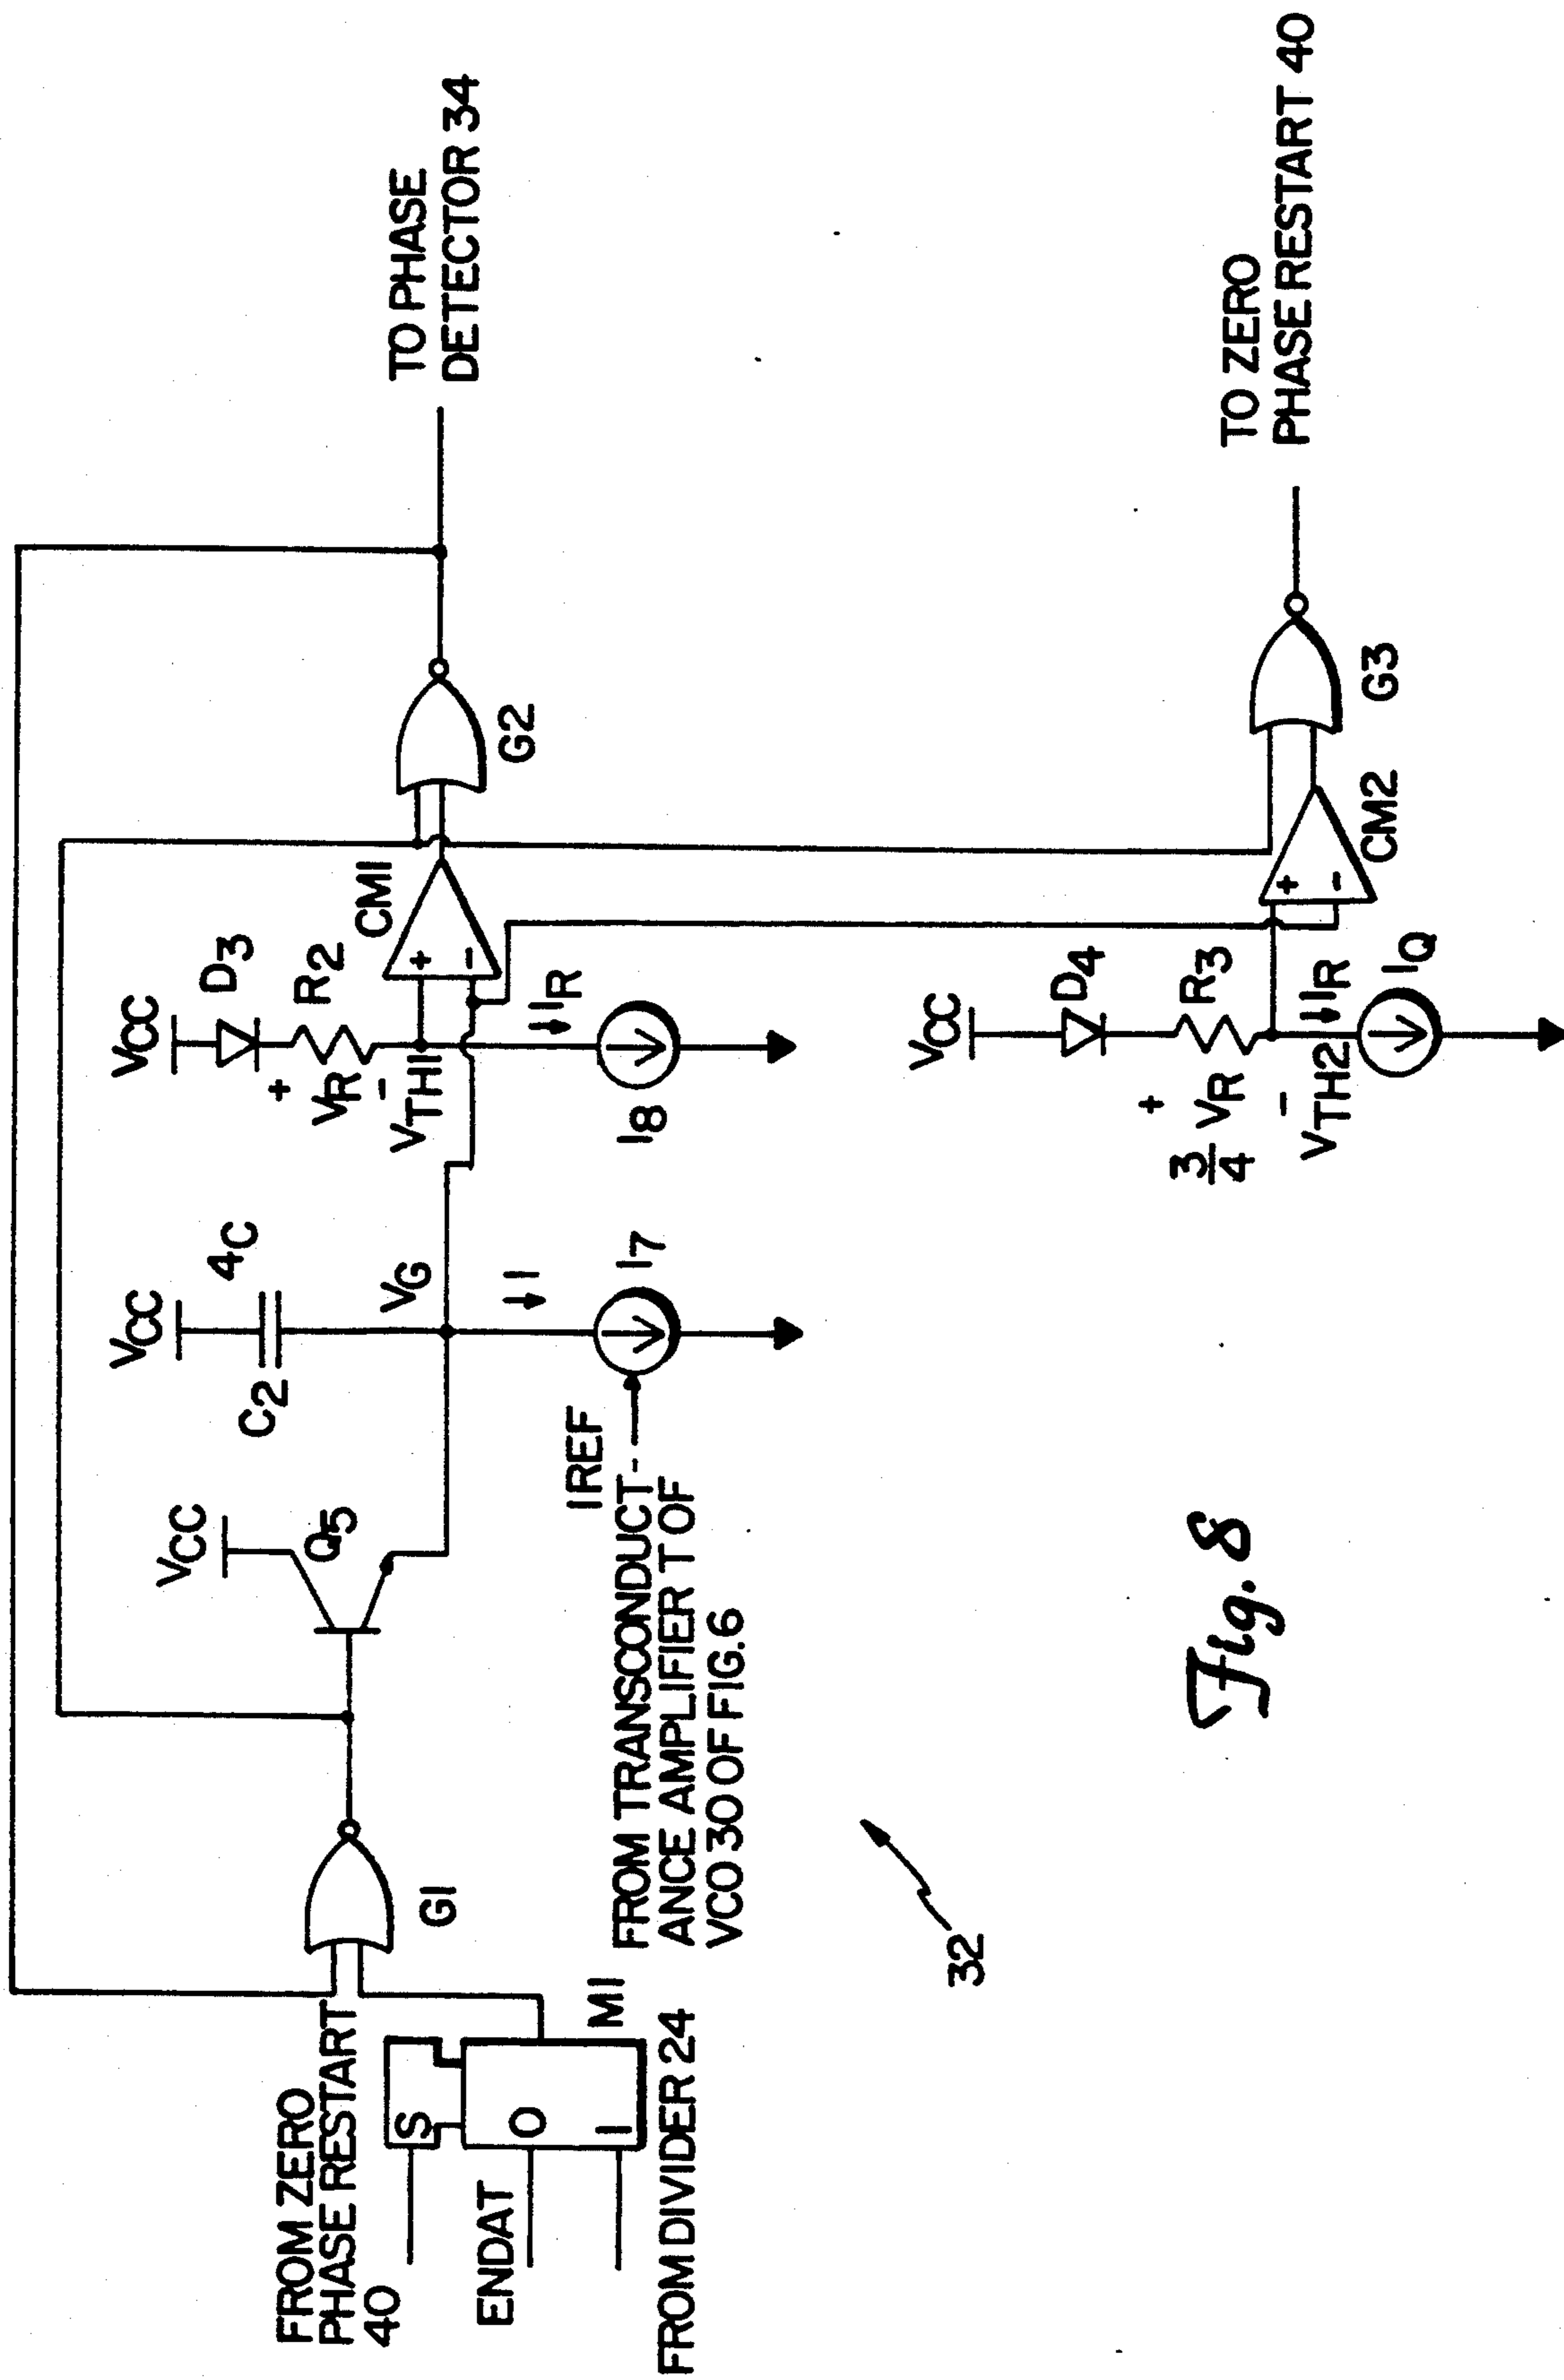 FROM ZERO
PHASE RESTART
40
S
ENDAT
O
I
MI
FROM DIVIDER 24
GI
VCC
Q5
VCC
C2
4C
VG
I
IREF
I7
FROM TRANSCONDUCT-
ANCE AMPLIFIER T OF
VCO 30 OF FIG. 6
VCC
D3
+
VR
-
R2
VTHI
IR
I8
CMI
+
-
G2
TO PHASE
DETECTOR 34
VCC
D4
+
3/4 VR
-
R3
VTH2
IR
IQ
+
-
CM2
G3
TO ZERO
PHASE RESTART 40
32
Fig. 8